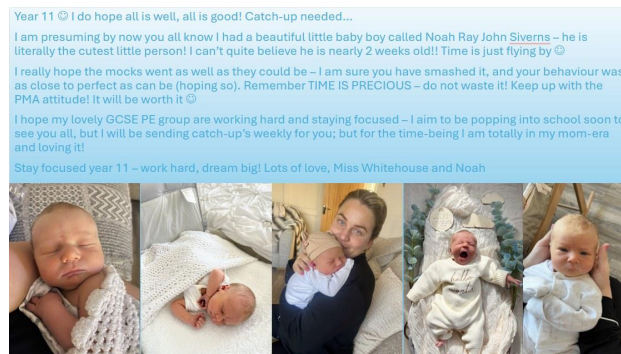 Year 11 ☺ I do hope all is well, all is good! Catch-up needed...
I am presuming by now you all know I had a beautiful little baby boy called Noah Ray John Siverns – he is
literally the cutest little person! I can't quite believe he is nearly 2 weeks old!! Time is just flying by ☺
I really hope the mocks went as well as they could be – I am sure you have smashed it, and your behaviour was
as close to perfect as can be (hoping so). Remember TIME IS PRECIOUS – do not waste it! Keep up with the
PMA attitude! It will be worth it ☺
I hope my lovely GCSE PE group are working hard and staying focused – I aim to be popping into school soon to
see you all, but I will be sending catch-up's weekly for you; but for the time-being I am totally in my mom-era
and loving it!
Stay focused year 11 – work hard, dream big! Lots of love, Miss Whitehouse and Noah
hello